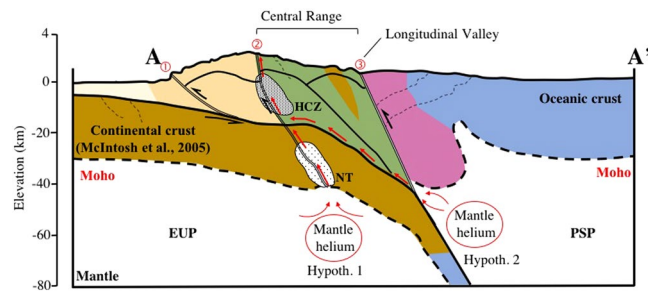 Central Range
Longitudinal Valley
A
A'
①
②
③
4
0
-20
-40
-60
-80
Elevation (km)
HCZ
Oceanic crust
Continental crust
(McIntosh et al., 2005)
Moho
Moho
NT
Mantle
helium
Hypoth. 1
Mantle
helium
Hypoth. 2
EUP
PSP
Mantle